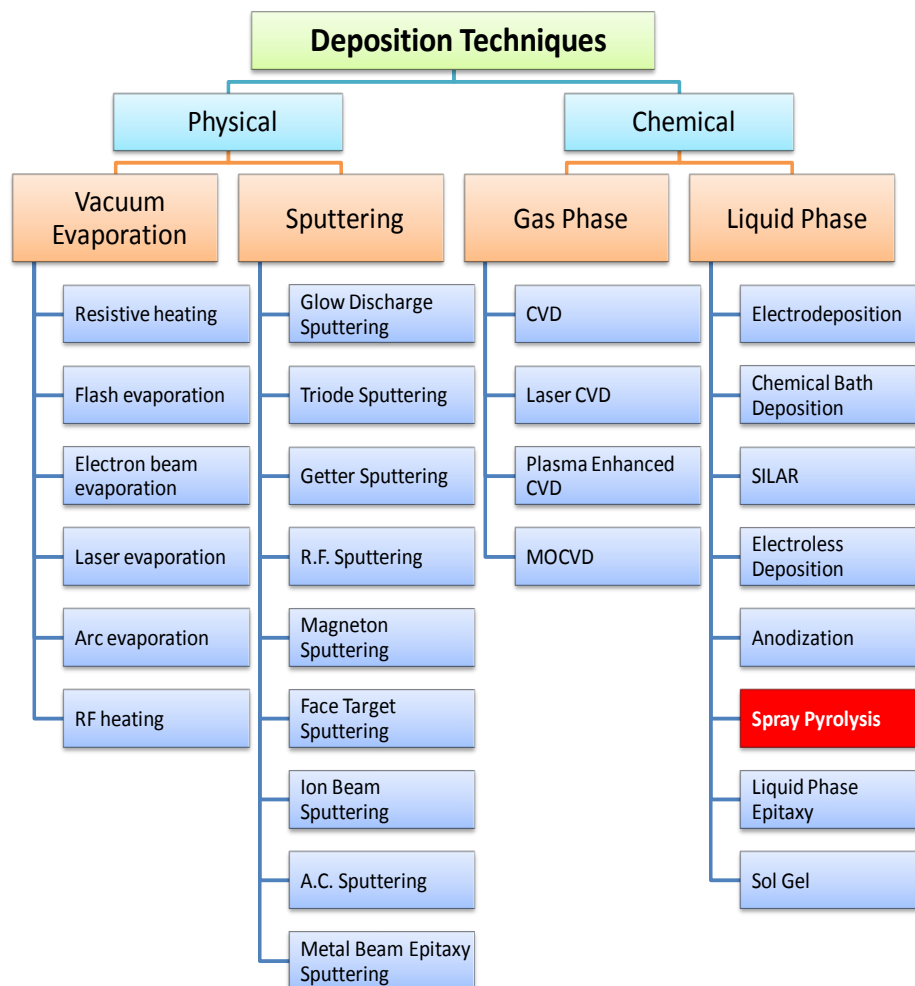 Deposition Techniques
Physical
Chemical
Vacuum
Evaporation
Sputtering
Gas Phase
Liquid Phase
Resistive heating
Flash evaporation
Electron beam
evaporation
Laser evaporation
Arc evaporation
RF heating
Glow Discharge
Sputtering
Triode Sputtering
Getter Sputtering
R.F. Sputtering
Magneton
Sputtering
Face Target
Sputtering
Ion Beam
Sputtering
A.C. Sputtering
Metal Beam Epitaxy
Sputtering
CVD
Laser CVD
Plasma Enhanced
CVD
MOCVD
Electrodeposition
Chemical Bath
Deposition
SILAR
Electroless
Deposition
Anodization
Spray Pyrolysis
Liquid Phase
Epitaxy
Sol Gel